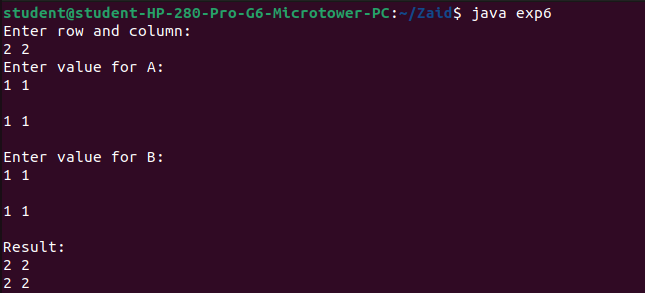 student@student-HP-280-Pro-G6-Microtower-PC:~/Zaid$ java exp6
Enter row and column:
2 2
Enter value for A:
1 1
1 1
Enter value for B:
1 1
1 1
Result:
2 2
2 2